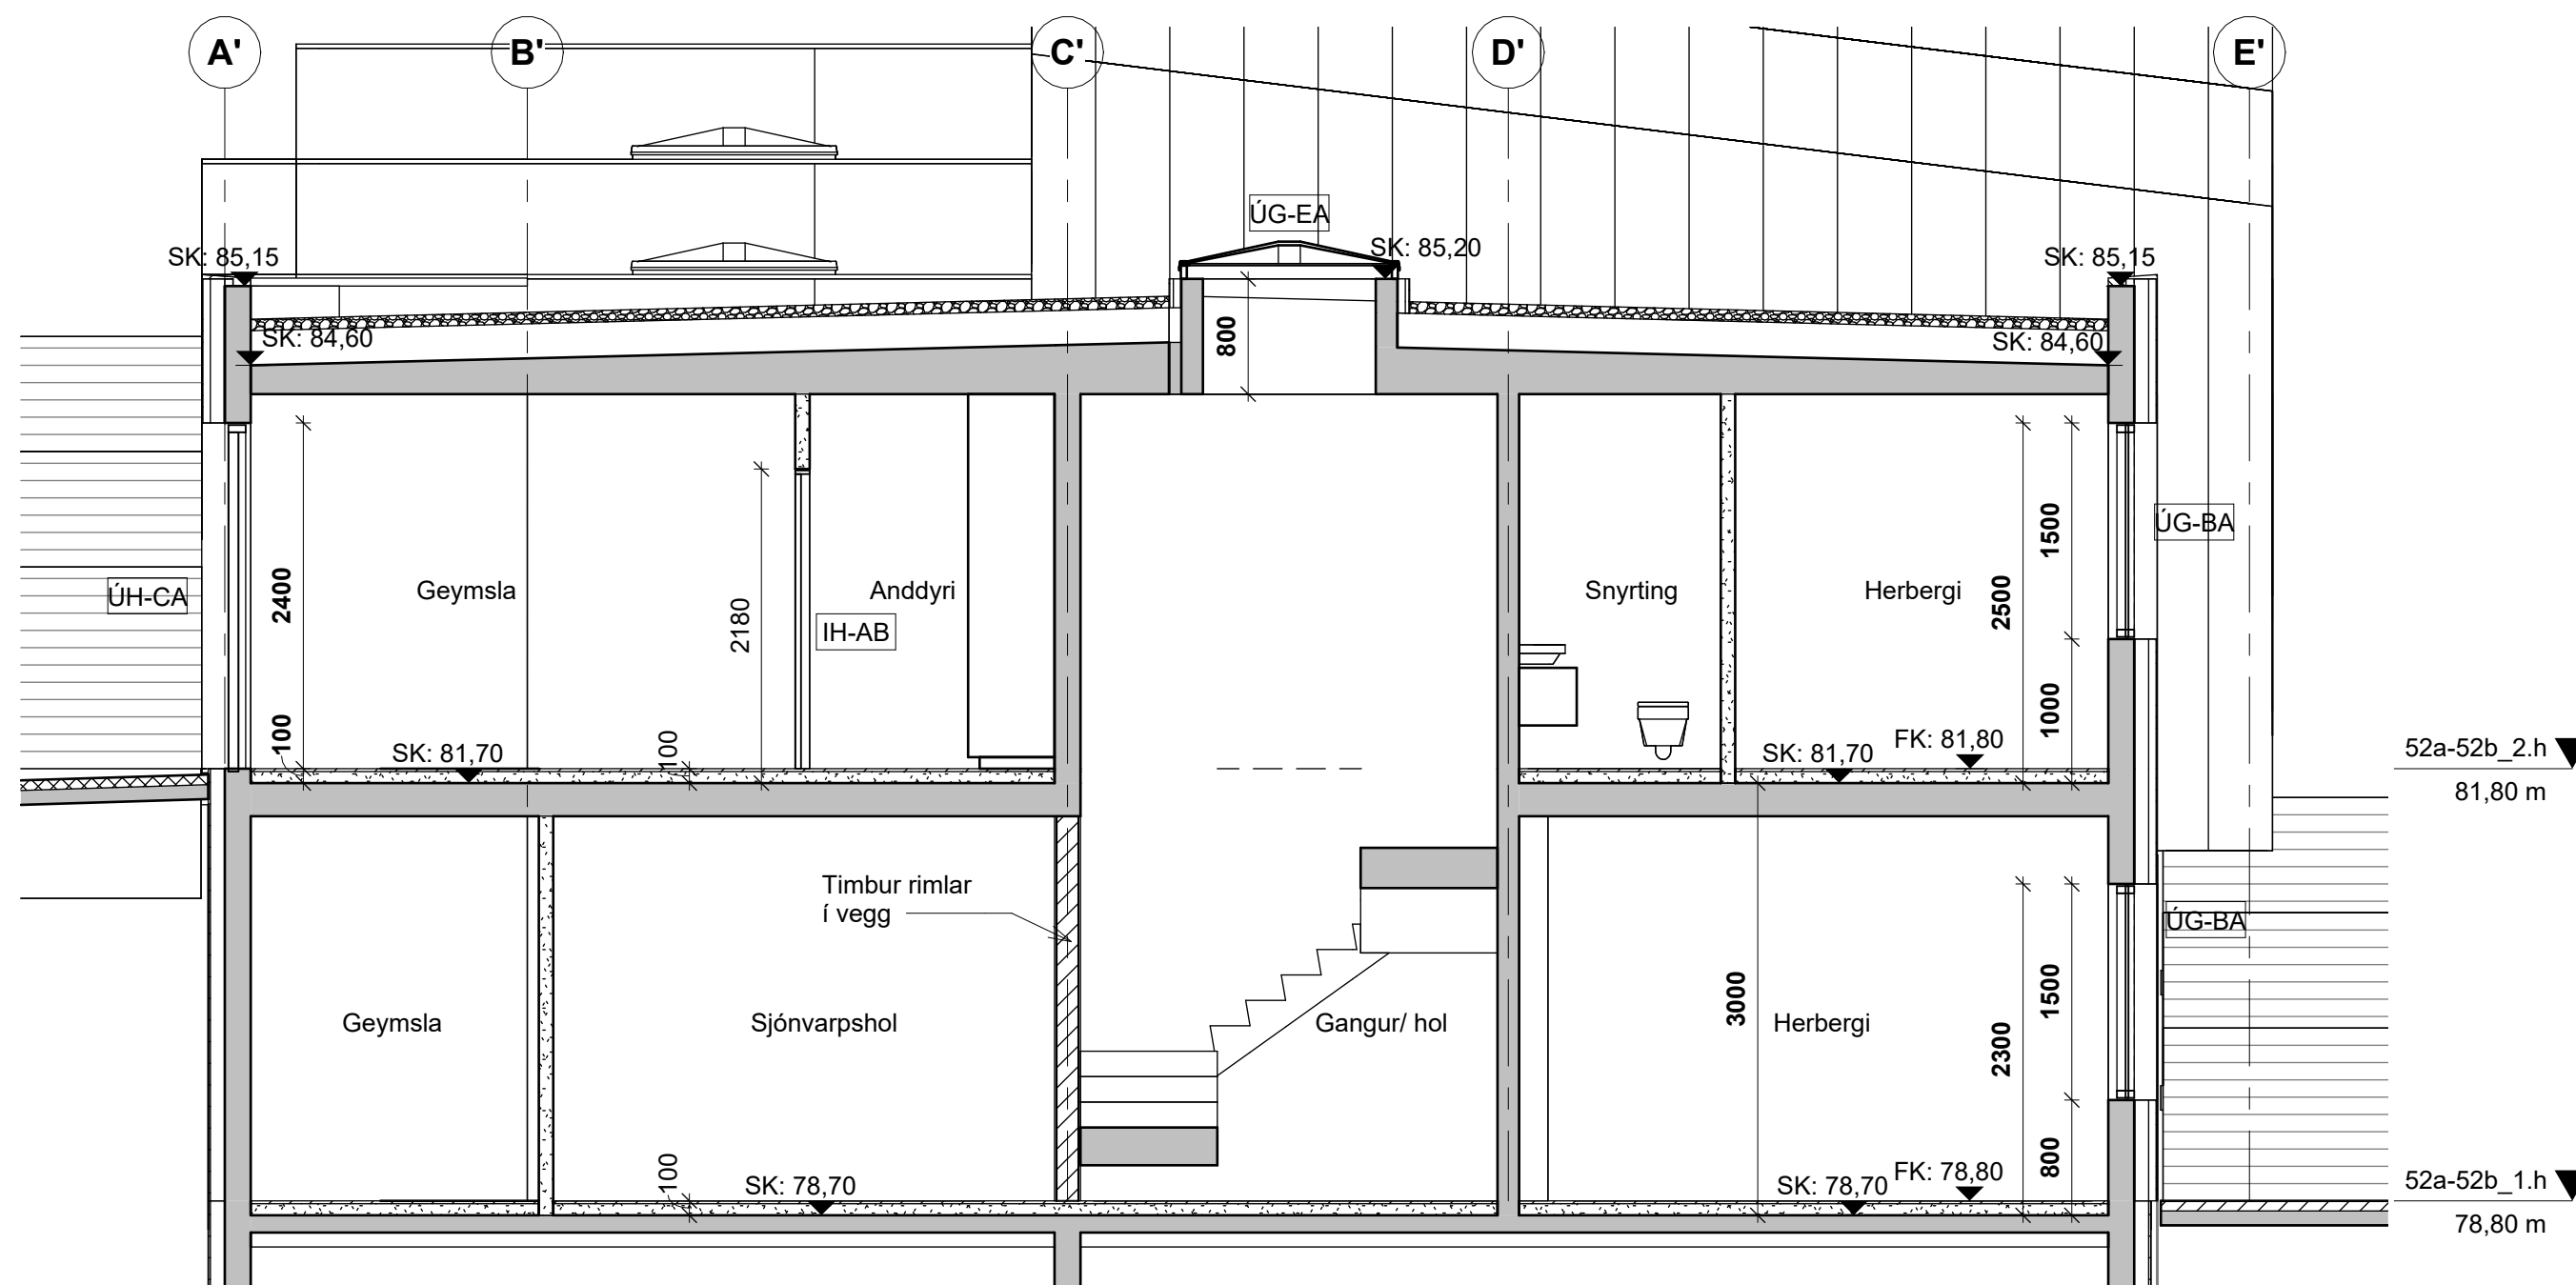 A'
B'
C'
D'
E'
ÚG-EA
SK: 85,15
SK: 85,20
SK: 85,15
SK: 84,60
800
SK: 84,60
2400
100
ÚH-CA
Geymsla
2180
IH-AB
Anddyri
Snyrting
Herbergi
2500
1500
1000
ÚG-BA
SK: 81,70
100
SK: 81,70
FK: 81,80
52a-52b_2.h
81,80 m
Timbur rimlar
í vegg
ÚG-BA
Geymsla
Sjónvarpshol
Gangur/ hol
3000
Herbergi
2300
1500
800
100
SK: 78,70
SK: 78,70
FK: 78,80
52a-52b_1.h
78,80 m